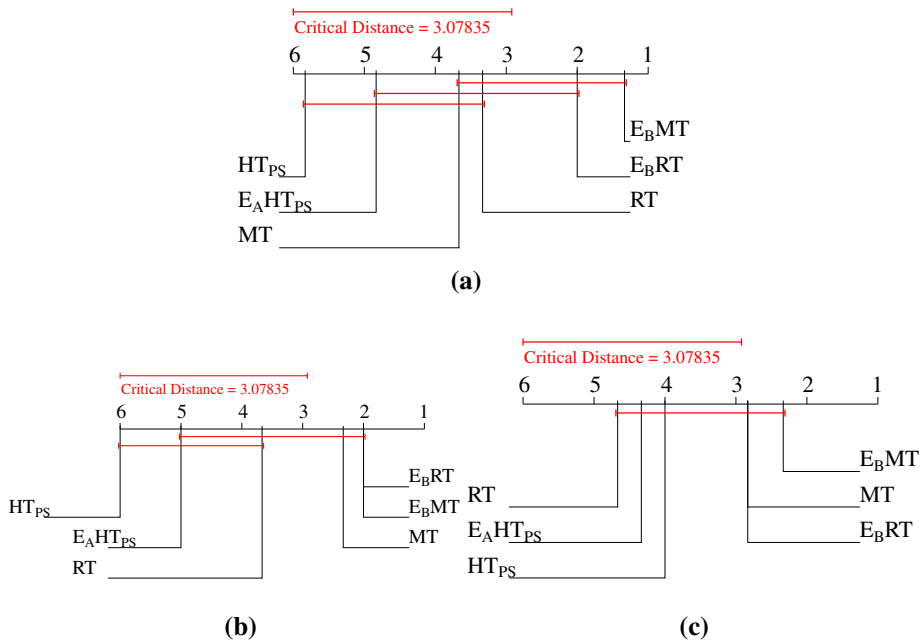 Critical Distance = 3.07835
6 5 4 3 2 1
E_BMT
HT_PS E_BRT
E_AHT_PS RT
MT
(a)
Critical Distance = 3.07835
6 5 4 3 2 1
E_BRT
HT_PS E_BMT
E_AHT_PS MT
RT
(b)
Critical Distance = 3.07835
6 5 4 3 2 1
E_BMT
RT MT
E_AHT_PS E_BRT
HT_PS
(c)